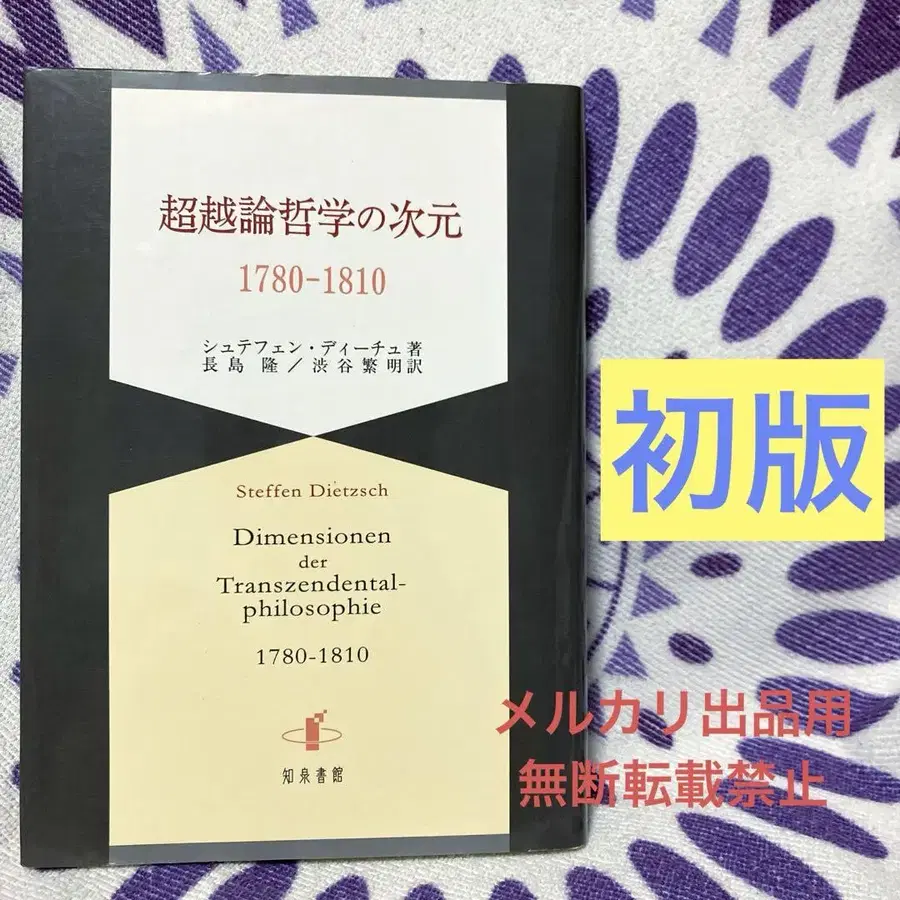 超越論哲学の次元
1780-1810
シュテフェン・ディーチュ著
長島 隆／渋谷繁明訳
Steffen Dietzsch
Dimensionen
der
Transzendental-
philosophie
1780-1810
知泉書館
初版
メルカリ出品用
無断転載禁止